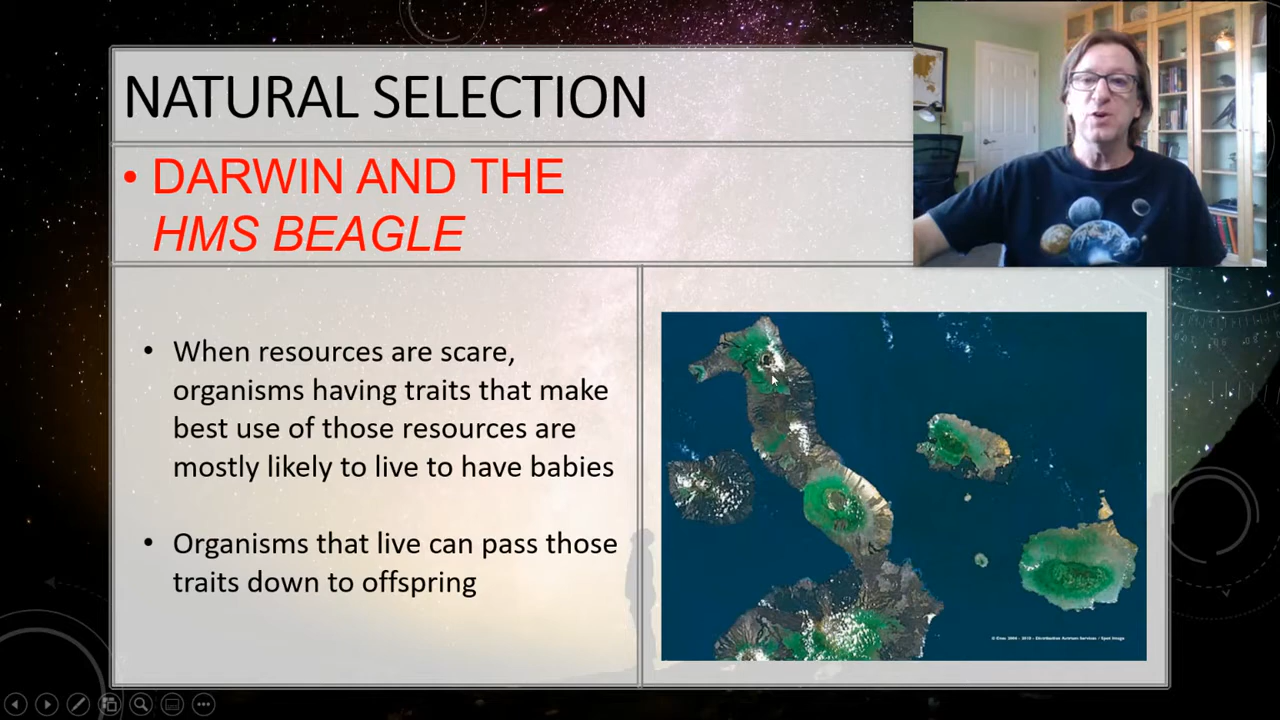 NATURAL SELECTION
• DARWIN AND THE
HMS BEAGLE
• When resources are scare,
organisms having traits that make
best use of those resources are
mostly likely to live to have babies
• Organisms that live can pass those
traits down to offspring